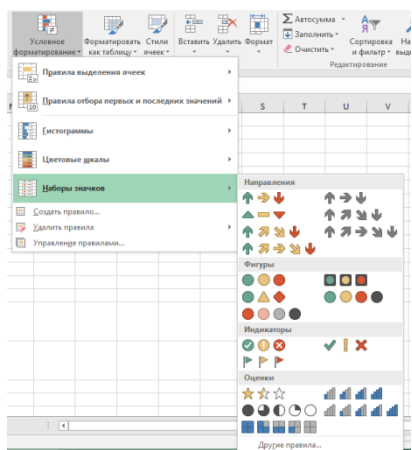 Условное форматирование
Форматировать как таблицу
Стили ячеек
Вставить
Удалить
Формат
Автосумма
Заполнить
Очистить
Сортировка и фильтр
Редактирование
Правила выделения ячеек
Правила отбора первых и последних значений
10
Гистограммы
Цветовые шкалы
Наборы значков
Создать правило...
Удалить правила
Управление правилами...
S T U V
Направления
Фигуры
Индикаторы
Оценки
Другие правила...